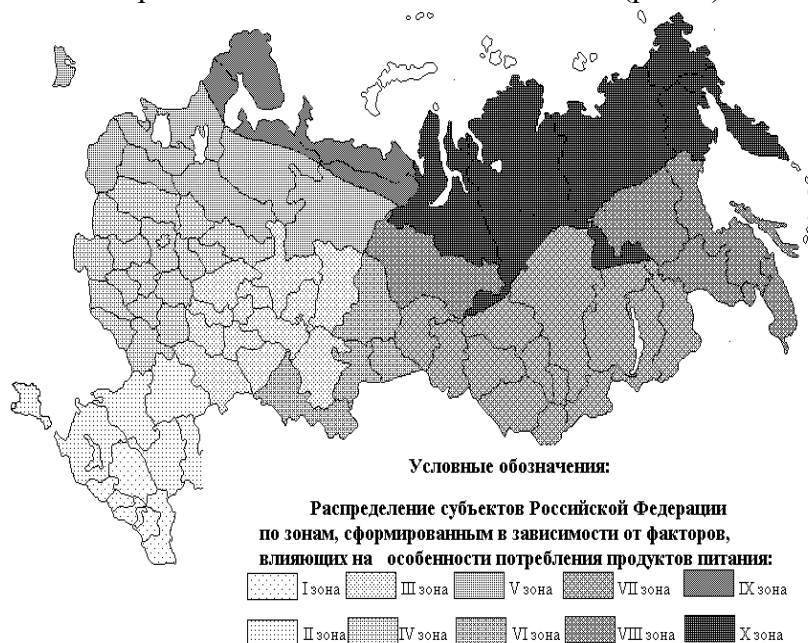 Условные обозначения:
Распределение субъектов Российской Федерации
по зонам, сформированным в зависимости от факторов,
влияющих на особенности потребления продуктов питания:
I зона III зона V зона VII зона IX зона
II зона IV зона VI зона VIII зона X зона